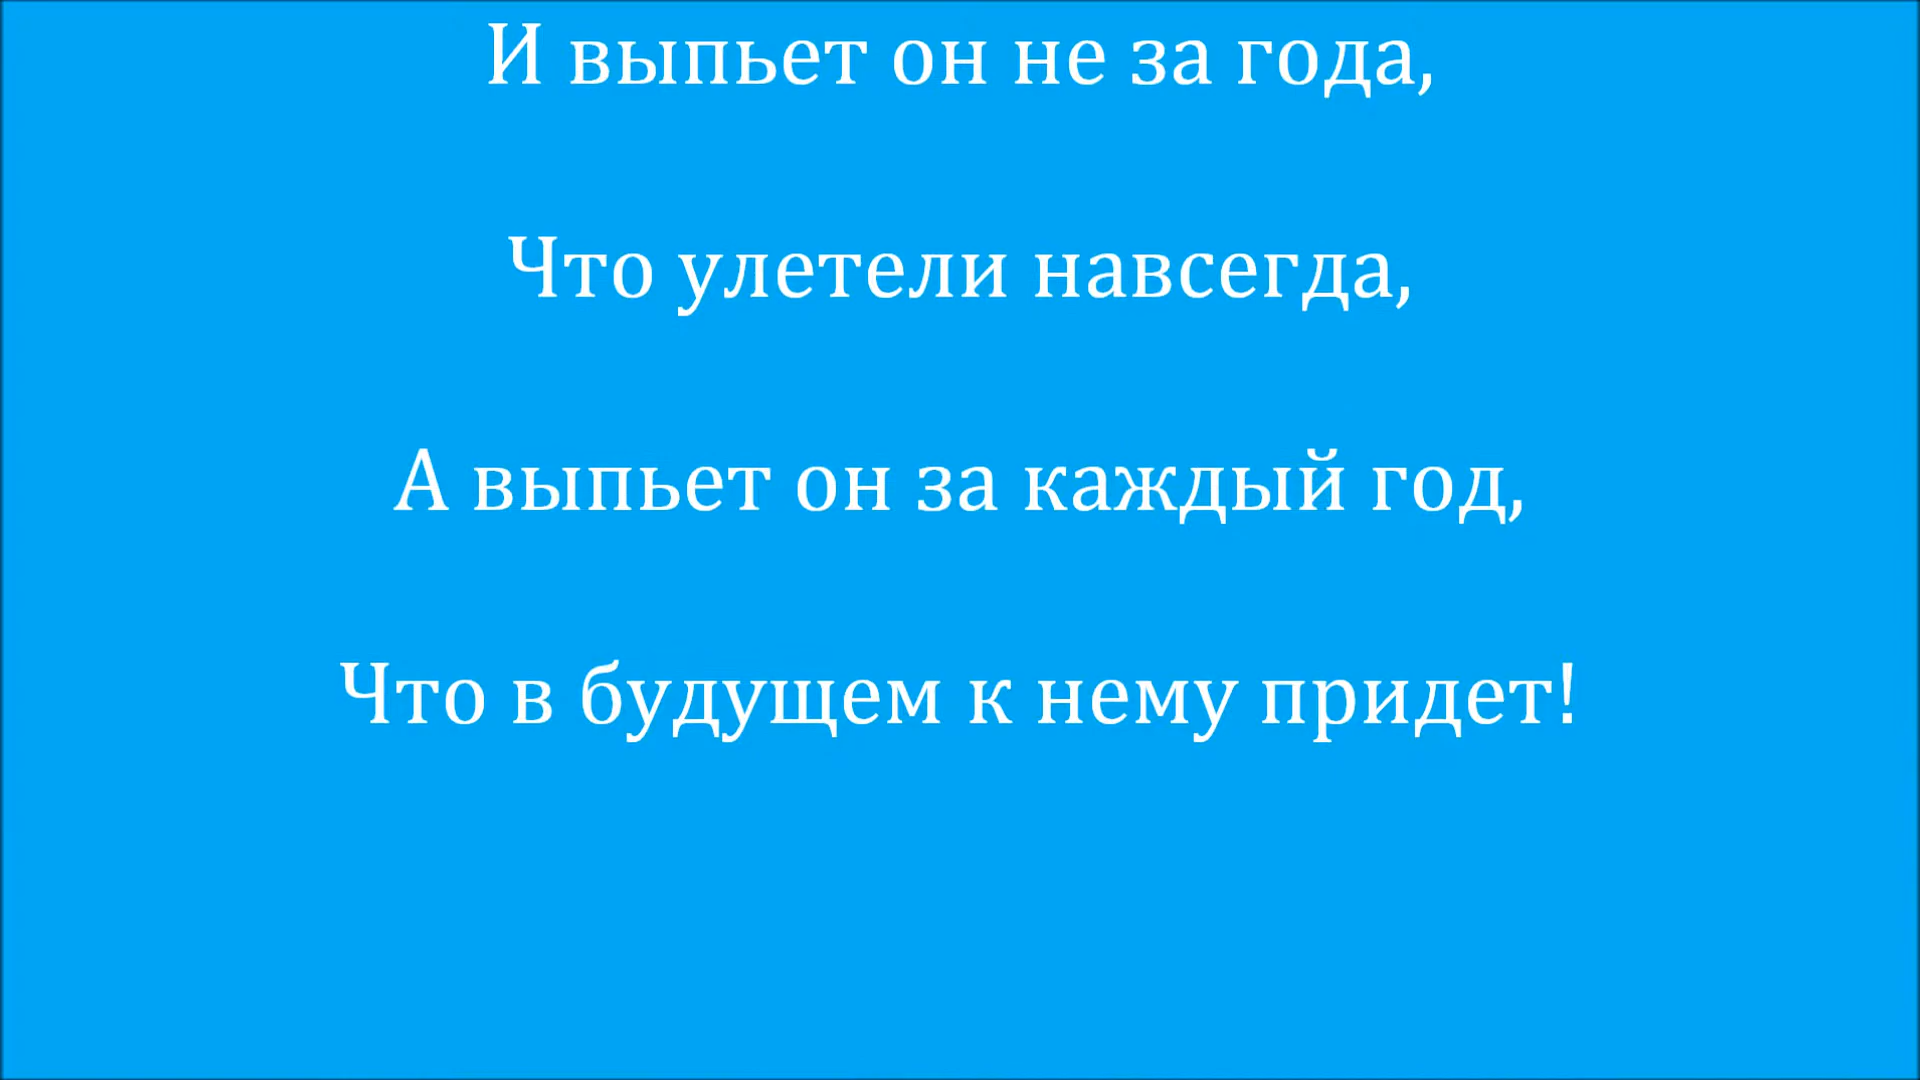 И выпьет он не за года,
Что улетели навсегда,
А выпьет он за каждый год,
Что в будущем к нему придет!